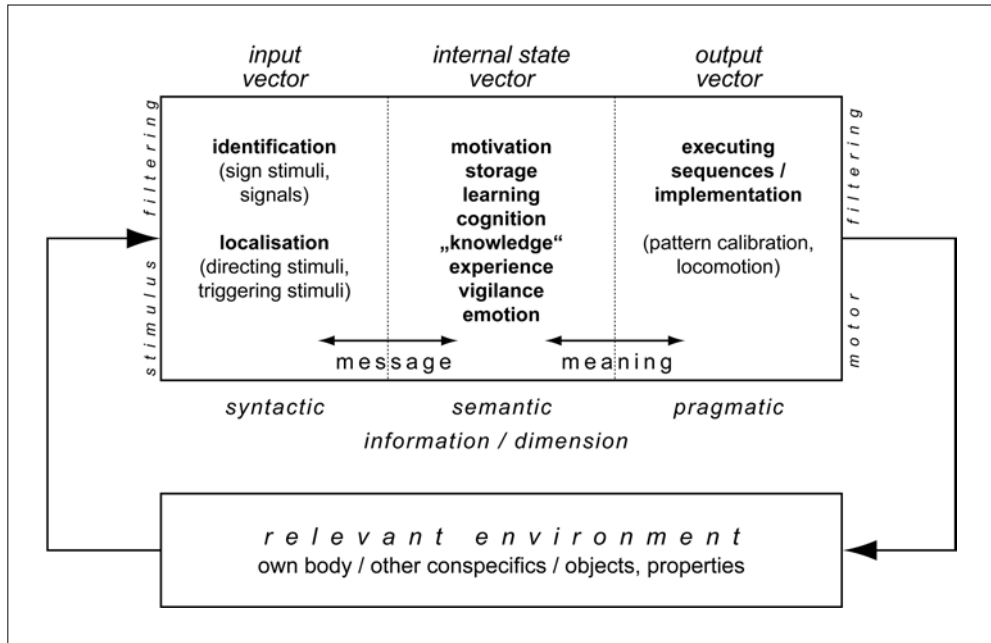 input
vector
internal state
vector
output
vector
stimulus filtering
identification
(sign stimuli,
signals)
localisation
(directing stimuli,
triggering stimuli)
motivation
storage
learning
cognition
„knowledge“
experience
vigilance
emotion
executing
sequences /
implementation
(pattern calibration,
locomotion)
motor filtering
message
meaning
syntactic
semantic
pragmatic
information / dimension
relevant environment
own body / other conspecifics / objects, properties